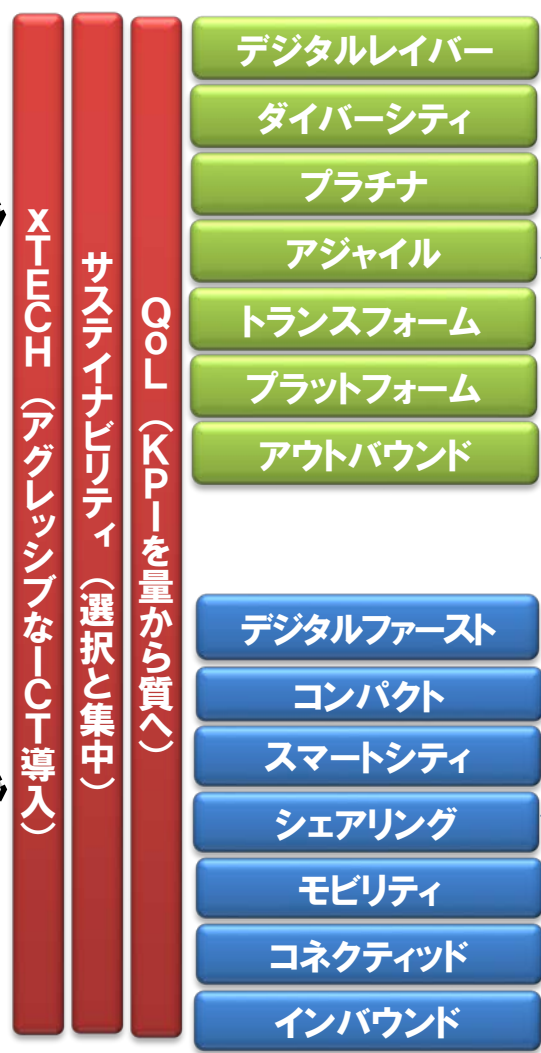 xTECH（アグレッシブなICT導入）
サステイナビリティ（選択と集中）
QoL（KPIを量から質へ）
デジタルレイバー
ダイバーシティ
プラチナ
アジャイル
トランスフォーム
プラットフォーム
アウトバウンド
デジタルファースト
コンパクト
スマートシティ
シェアリング
モビリティ
コネクティッド
インバウンド